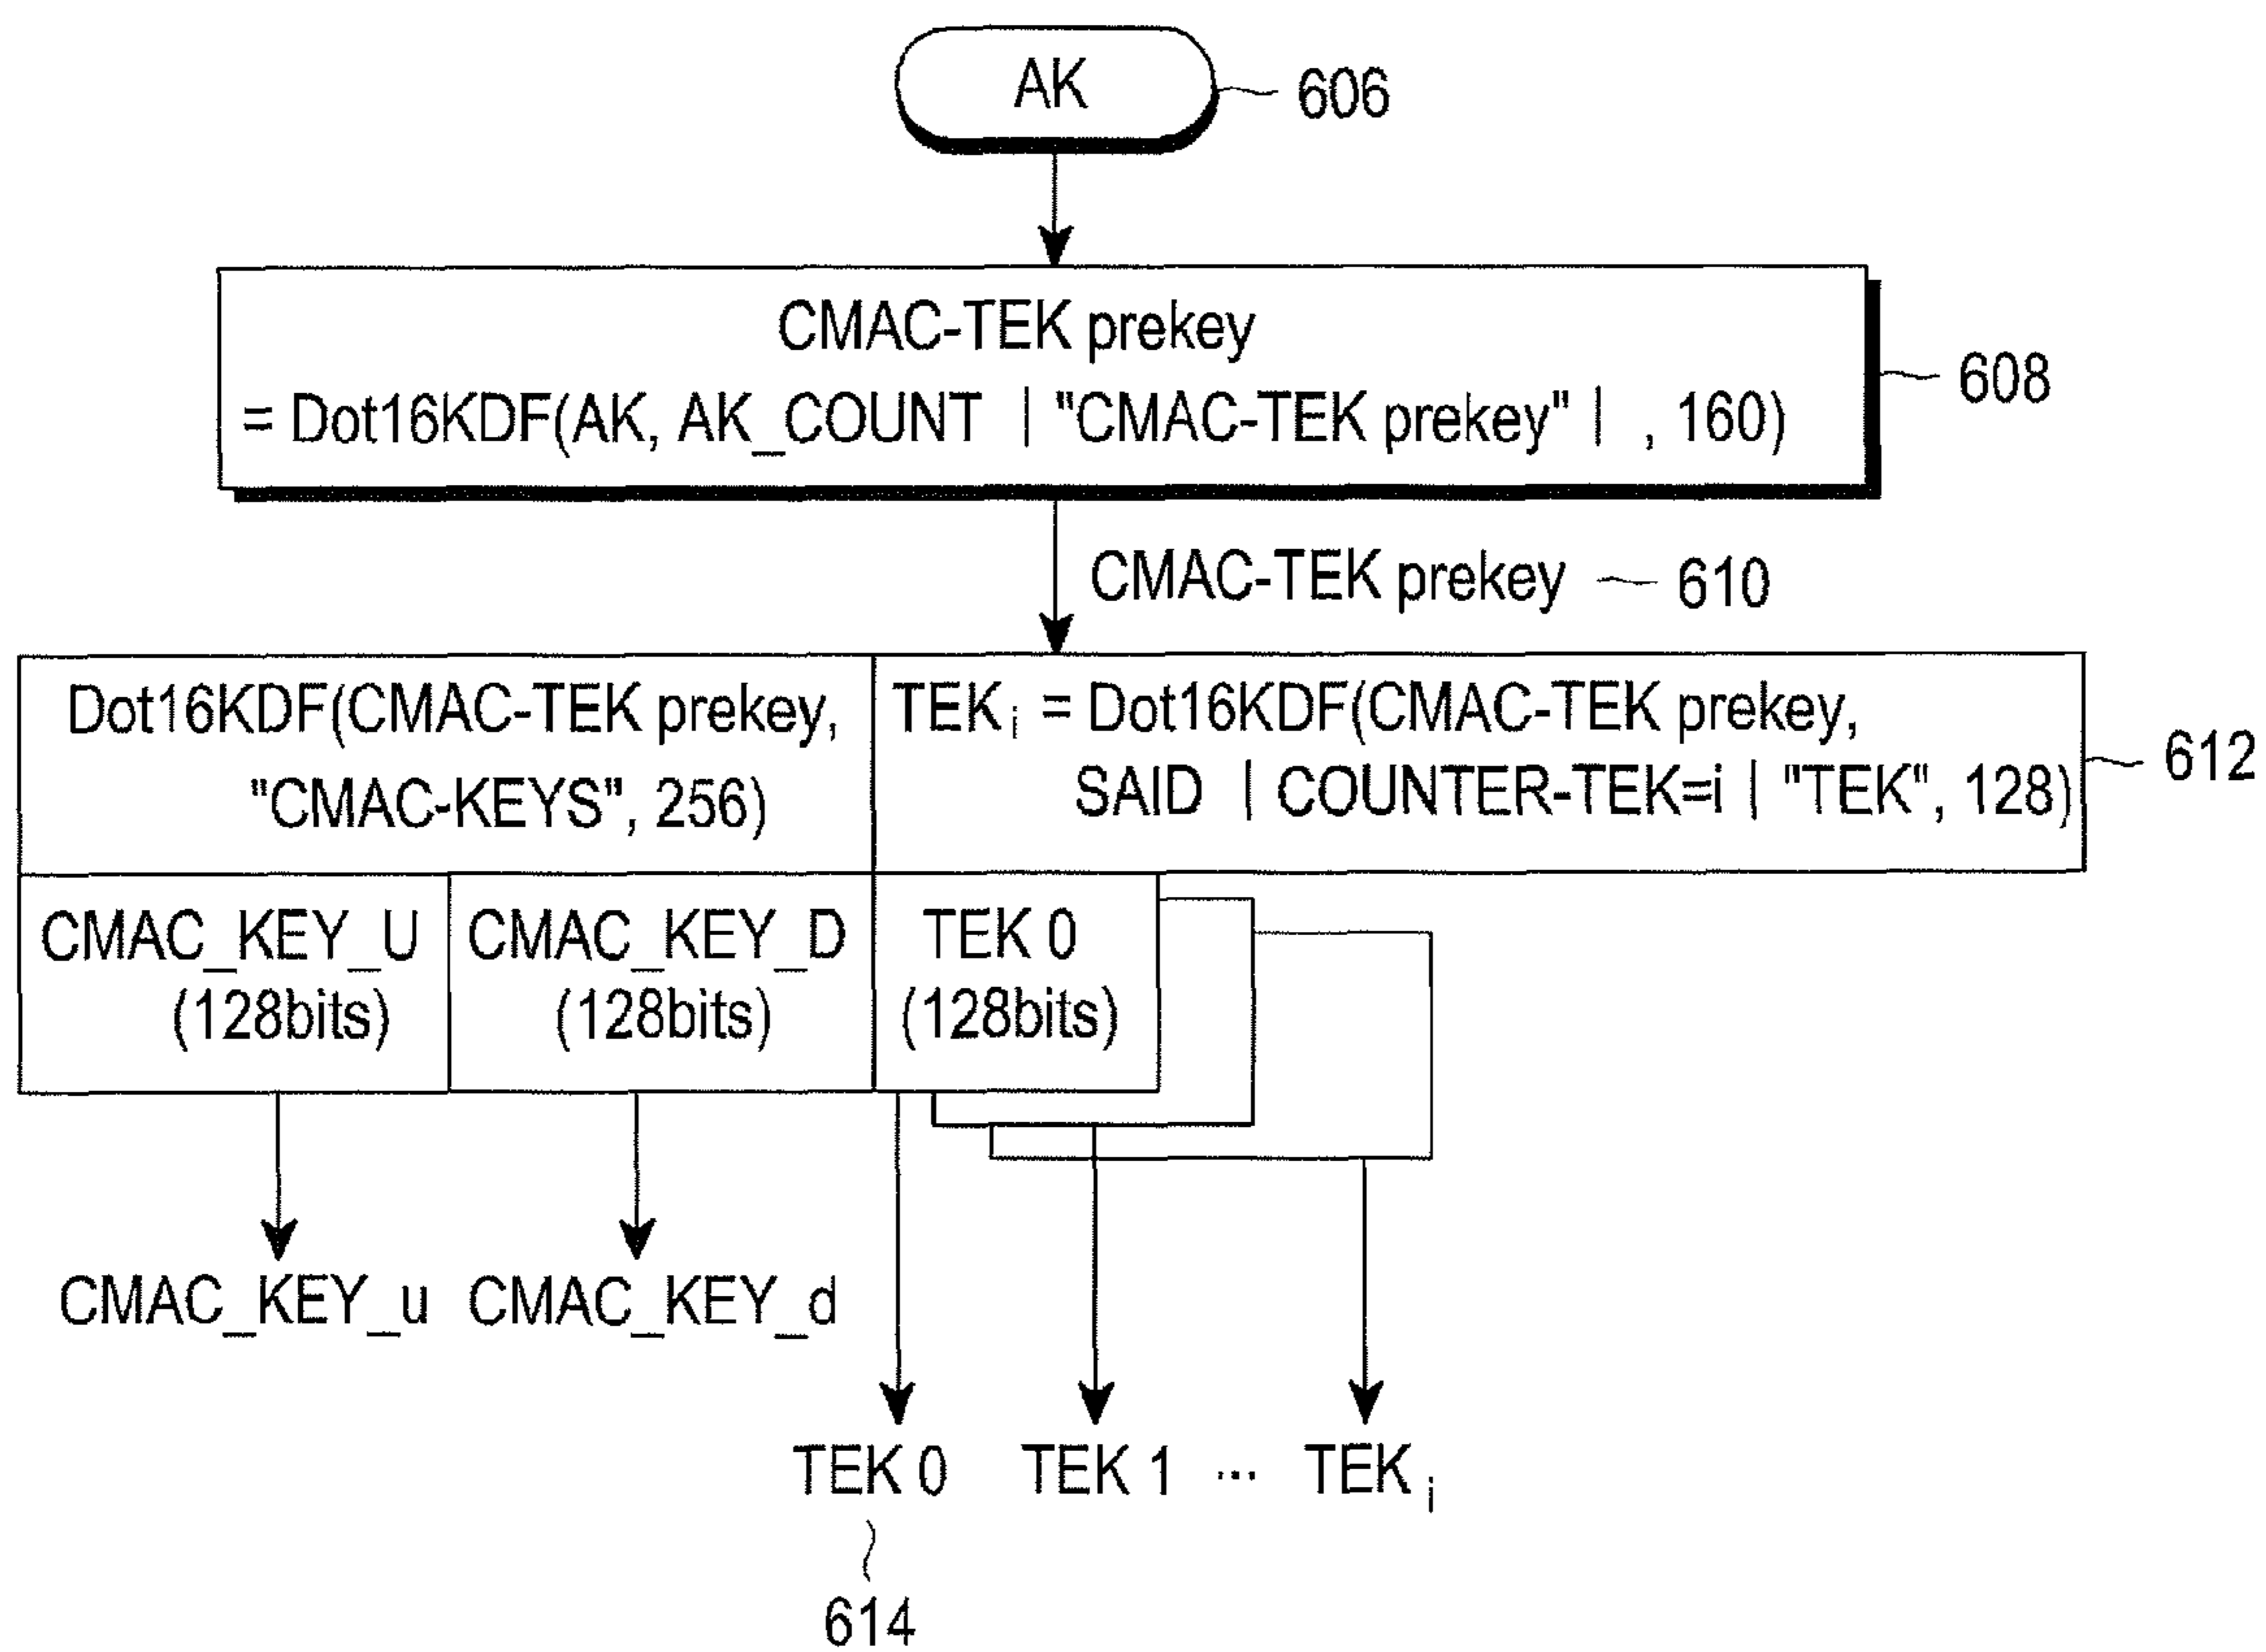 AK
606
CMAC-TEK prekey
= Dot16KDF(AK, AK_COUNT | "CMAC-TEK prekey" | , 160)
608
CMAC-TEK prekey
610
Dot16KDF(CMAC-TEK prekey,
"CMAC-KEYS", 256)
TEK i = Dot16KDF(CMAC-TEK prekey,
SAID | COUNTER-TEK=i | "TEK", 128)
612
CMAC_KEY_U
(128bits)
CMAC_KEY_D
(128bits)
TEK 0
(128bits)
CMAC_KEY_u
CMAC_KEY_d
TEK 0
TEK 1
...
TEK i
614